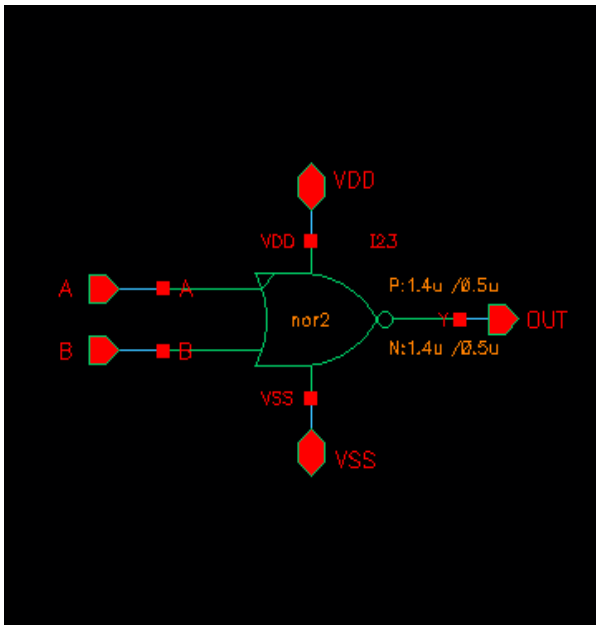 VDD
VDD I23
A A P:1.4u /0.5u
nor2 Y OUT
B B N:1.4u /0.5u
VSS
VSS